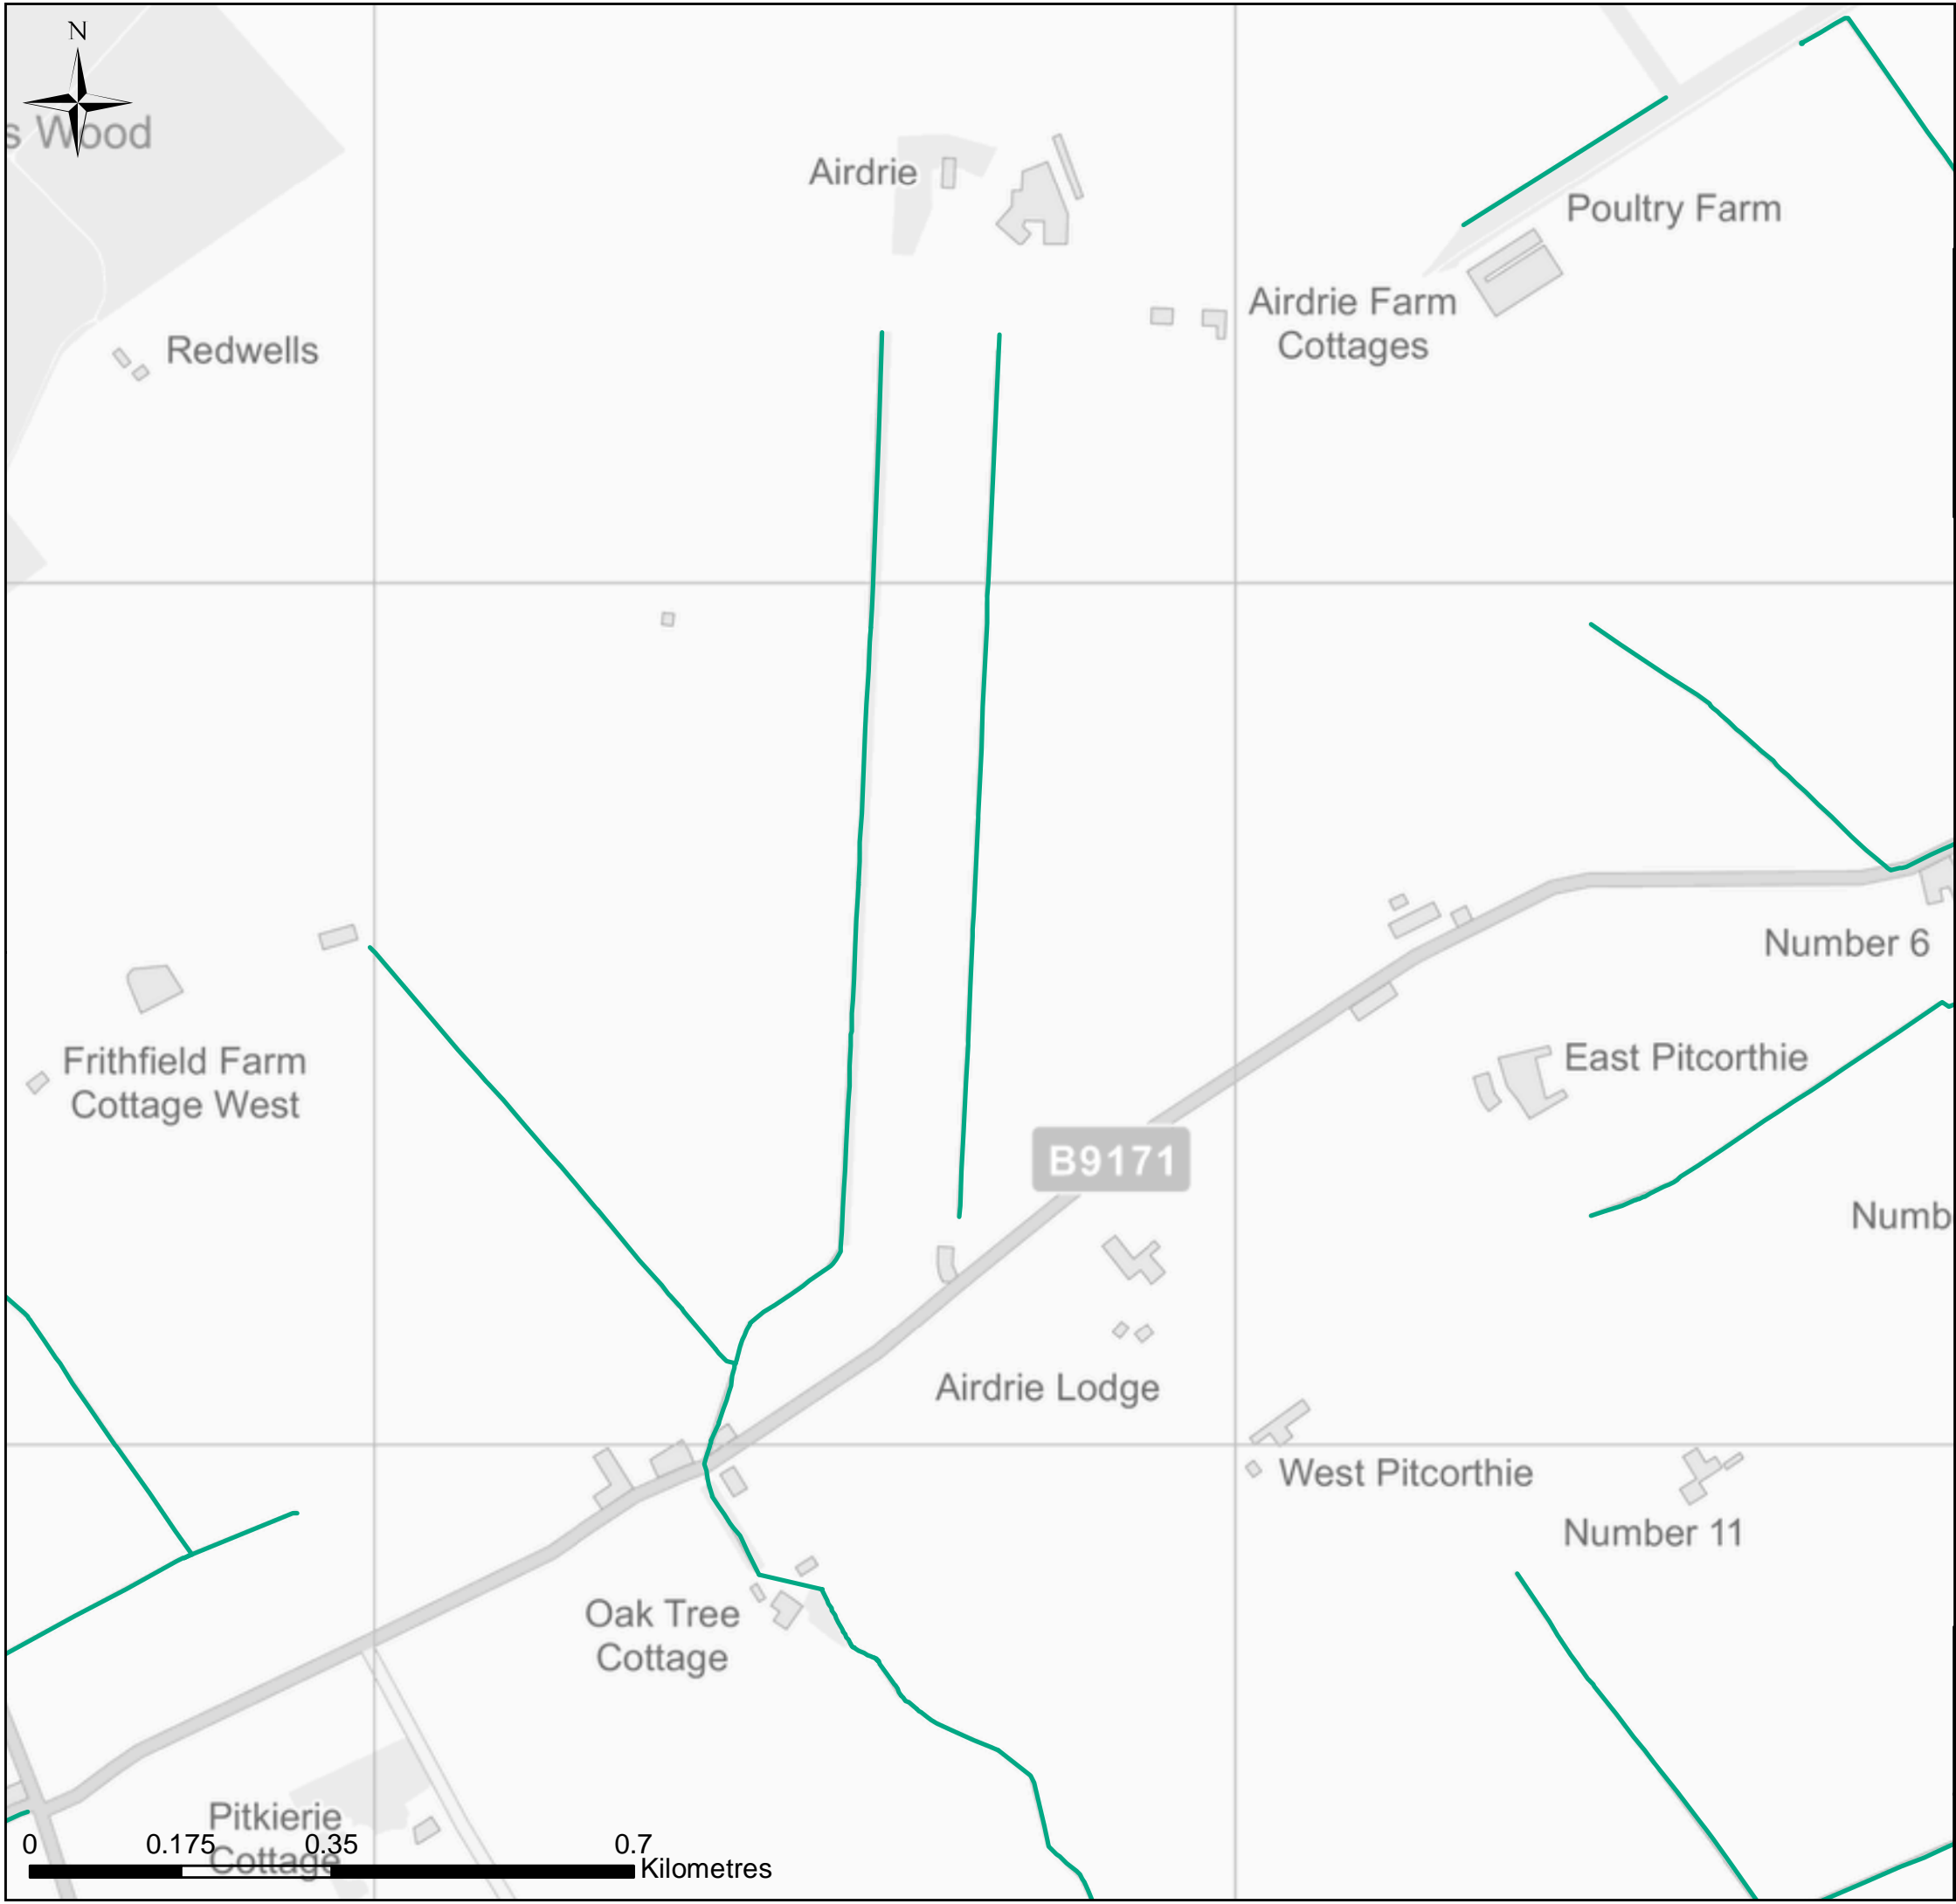 N
s Wood
Airdrie
Poultry Farm
Airdrie Farm
Cottages
Redwells
Number 6
Frithfield Farm
Cottage West
East Pitcorthie
B9171
Numb
Airdrie Lodge
West Pitcorthie
Number 11
Oak Tree
Cottage
Pitkierie
Cottage
0 0.175 0.35 0.7
Kilometres